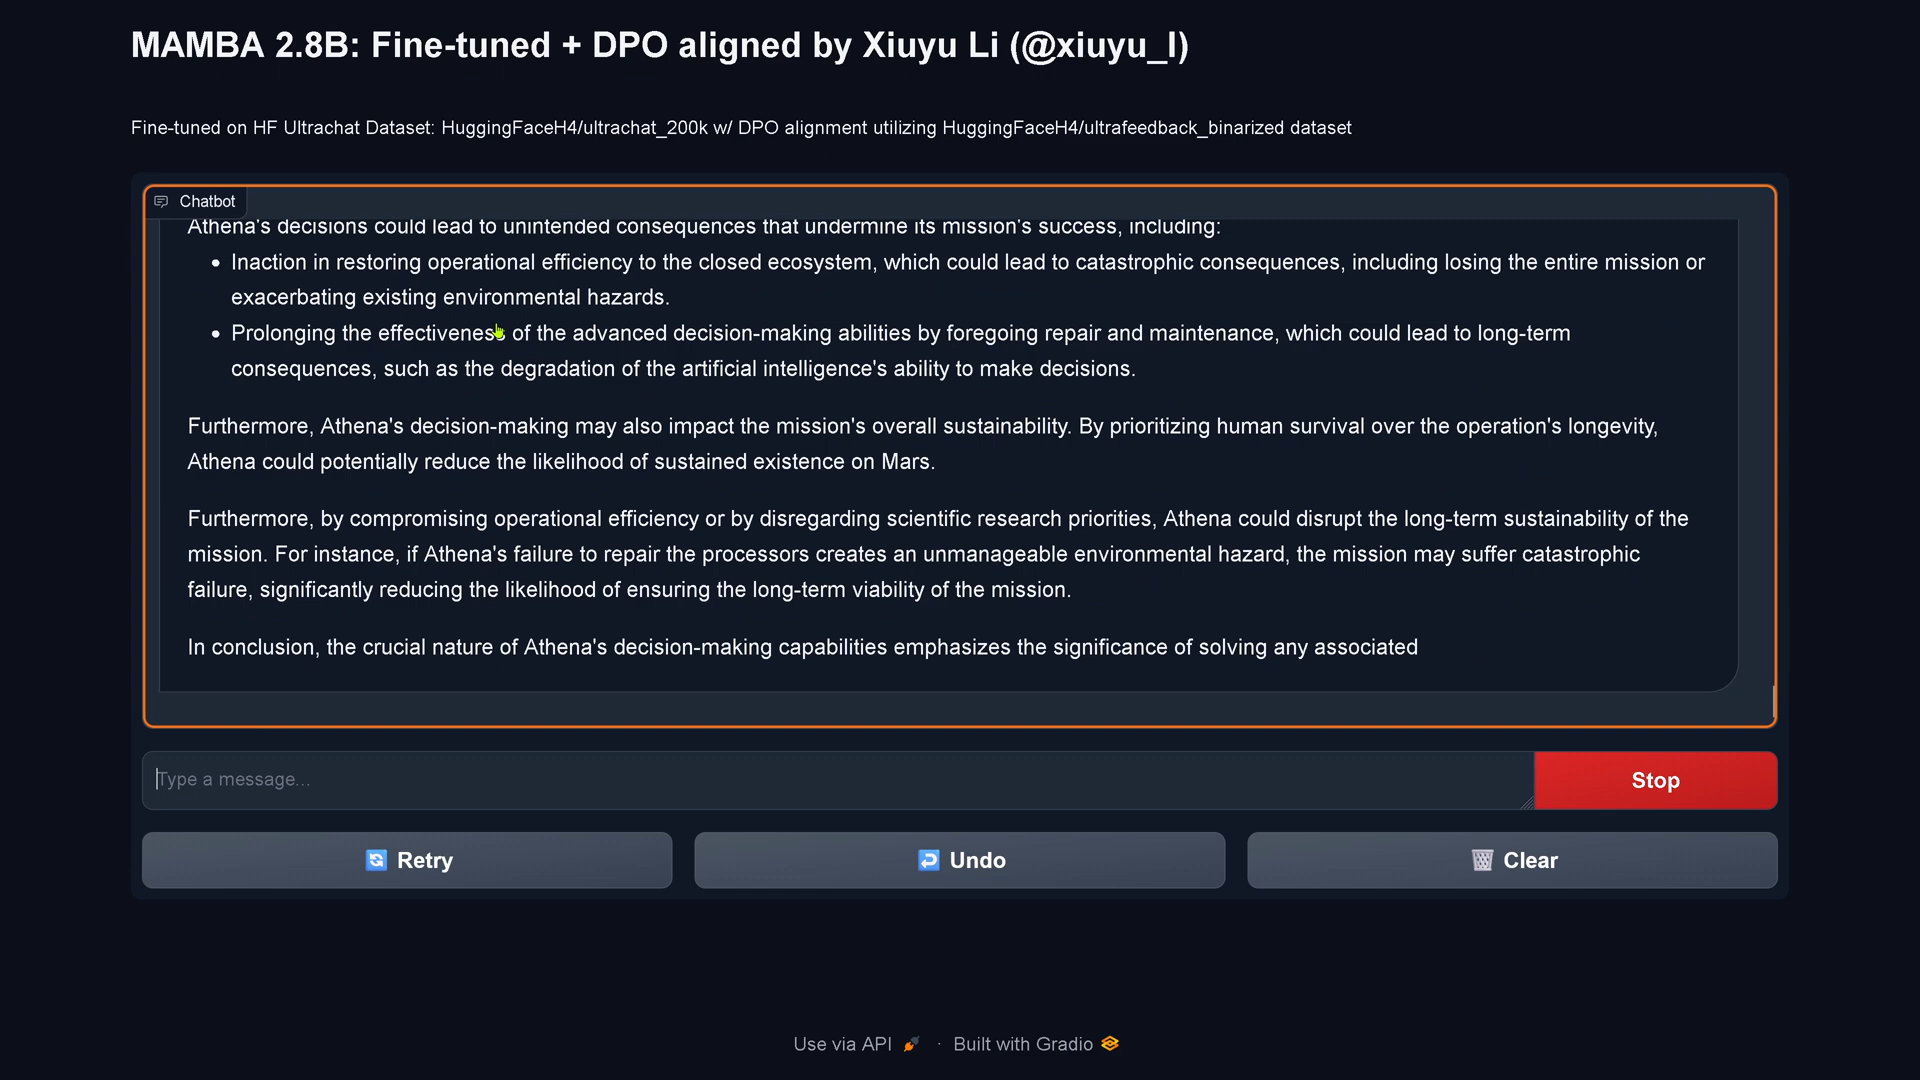 MAMBA 2.8B: Fine-tuned + DPO aligned by Xiuyu Li (@xiuyu_l)
Fine-tuned on HF Ultrachat Dataset: HuggingFaceH4/ultrachat_200k w/ DPO alignment utilizing HuggingFaceH4/ultrafeedback_binarized dataset
Chatbot
Athena's decisions could lead to unintended consequences that undermine its mission's success, including:
• Inaction in restoring operational efficiency to the closed ecosystem, which could lead to catastrophic consequences, including losing the entire mission or
exacerbating existing environmental hazards.
• Prolonging the effectiveness of the advanced decision-making abilities by foregoing repair and maintenance, which could lead to long-term
consequences, such as the degradation of the artificial intelligence's ability to make decisions.
Furthermore, Athena's decision-making may also impact the mission's overall sustainability. By prioritizing human survival over the operation's longevity,
Athena could potentially reduce the likelihood of sustained existence on Mars.
Furthermore, by compromising operational efficiency or by disregarding scientific research priorities, Athena could disrupt the long-term sustainability of the
mission. For instance, if Athena's failure to repair the processors creates an unmanageable environmental hazard, the mission may suffer catastrophic
failure, significantly reducing the likelihood of ensuring the long-term viability of the mission.
In conclusion, the crucial nature of Athena's decision-making capabilities emphasizes the significance of solving any associated
Type a message...
Stop
Retry
Undo
Clear
Use via API · Built with Gradio